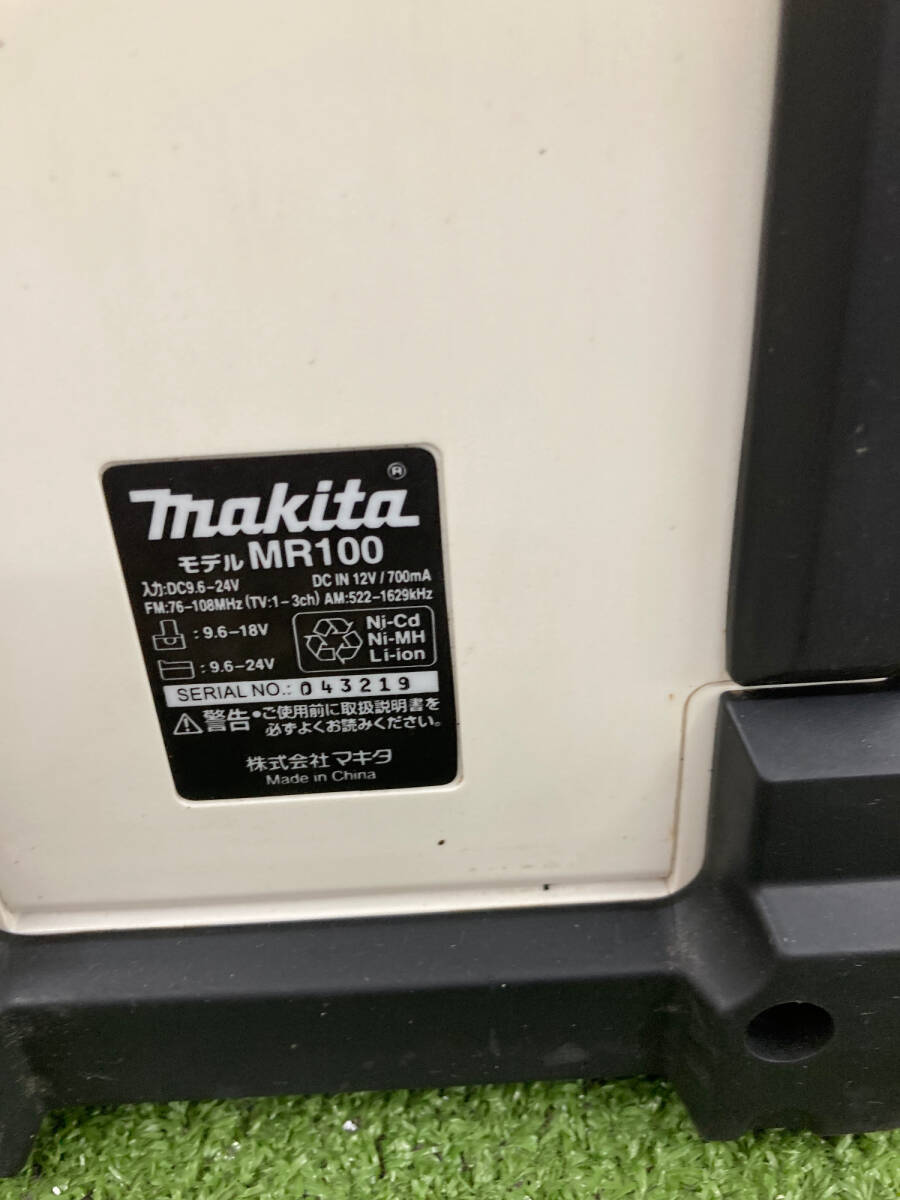 makita®
モデル MR100
入力:DC9.6-24V DC IN 12V/700mA
FM:76-108MHz (TV:1-3ch) AM:522-1629kHz
: 9.6-18V
: 9.6-24V
Ni-Cd
Ni-MH
Li-ion
SERIAL NO.: 043219
⚠警告 •ご使用前に取扱説明書を
必ずよくお読みください。
株式会社マキタ
Made in China